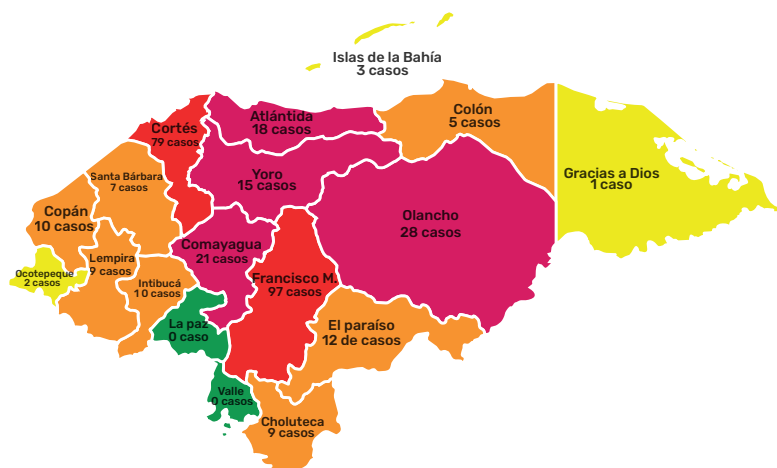 Islas de la Bahía
3 casos
Atlántida
18 casos
Colón
5 casos
Cortés
79 casos
Santa Bárbara
7 casos
Yoro
15 casos
Gracias a Dios
1 caso
Copán
10 casos
Olancho
28 casos
Comayagua
21 casos
Lempira
9 casos
Ocotepeque
2 casos
Intibucá
10 casos
Francisco M.
97 casos
La paz
0 caso
El paraíso
12 de casos
Valle
0 casos
Choluteca
9 casos